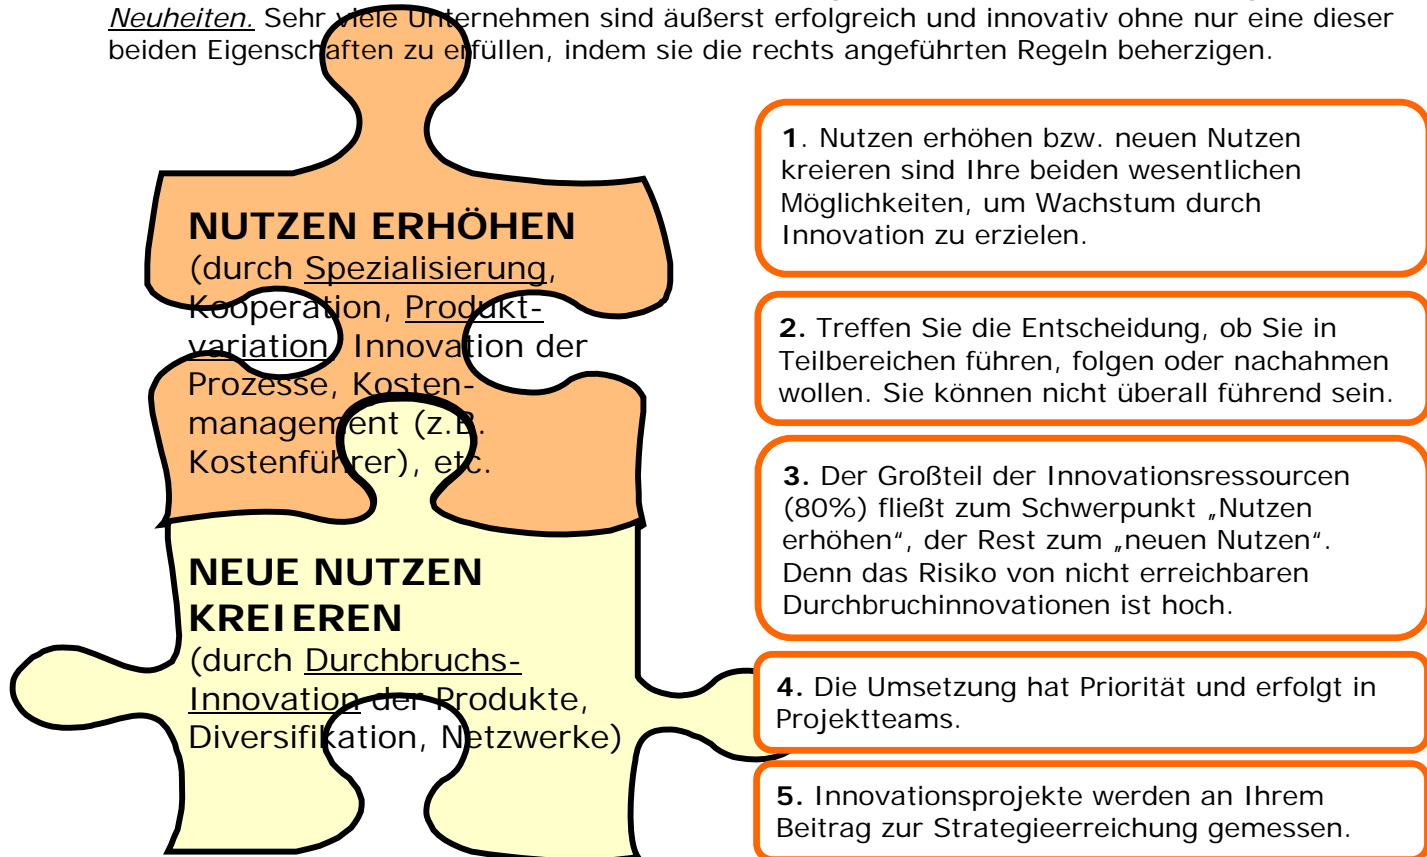 Neuheiten. Sehr viele Unternehmen sind äußerst erfolgreich und innovativ ohne nur eine dieser
beiden Eigenschaften zu erfüllen, indem sie die rechts angeführten Regeln beherzigen.
NUTZEN ERHÖHEN
(durch Spezialisierung,
Kooperation, Produkt-
variation, Innovation der
Prozesse, Kosten-
management (z.B.
Kostenführer), etc.
NEUE NUTZEN
KREIEREN
(durch Durchbruchs-
Innovation der Produkte,
Diversifikation, Netzwerke)
1. Nutzen erhöhen bzw. neuen Nutzen
kreieren sind Ihre beiden wesentlichen
Möglichkeiten, um Wachstum durch
Innovation zu erzielen.
2. Treffen Sie die Entscheidung, ob Sie in
Teilbereichen führen, folgen oder nachahmen
wollen. Sie können nicht überall führend sein.
3. Der Großteil der Innovationsressourcen
(80%) fließt zum Schwerpunkt „Nutzen
erhöhen“, der Rest zum „neuen Nutzen“.
Denn das Risiko von nicht erreichbaren
Durchbruchinnovationen ist hoch.
4. Die Umsetzung hat Priorität und erfolgt in
Projektteams.
5. Innovationsprojekte werden an Ihrem
Beitrag zur Strategieerreichung gemessen.